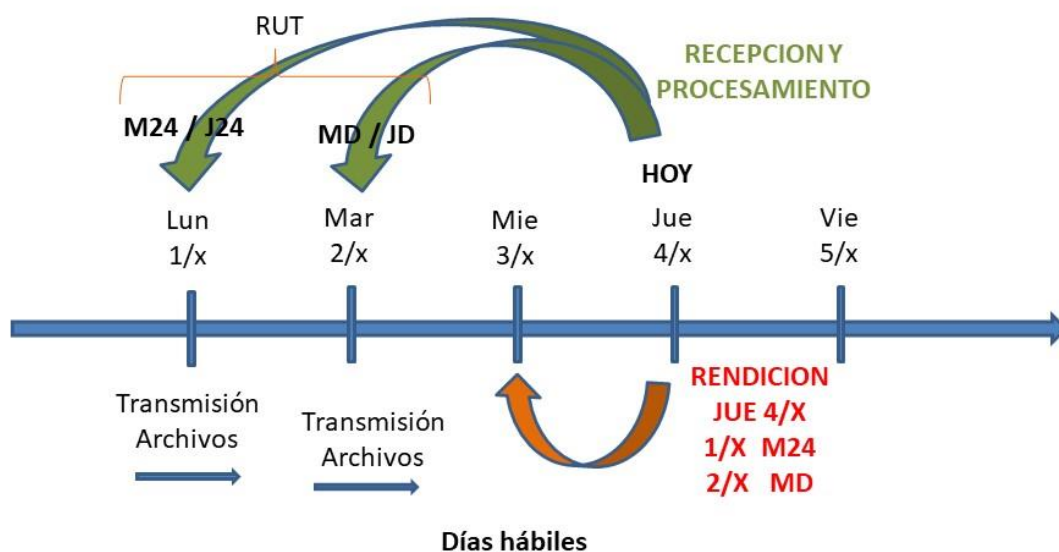 RUT
RECEPCION Y
PROCESAMIENTO
M24 / J24
MD / JD
HOY
Lun
1/x
Mar
2/x
Mie
3/x
Jue
4/x
Vie
5/x
Transmisión
Archivos
Transmisión
Archivos
RENDICION
JUE 4/X
1/X M24
2/X MD
Días hábiles